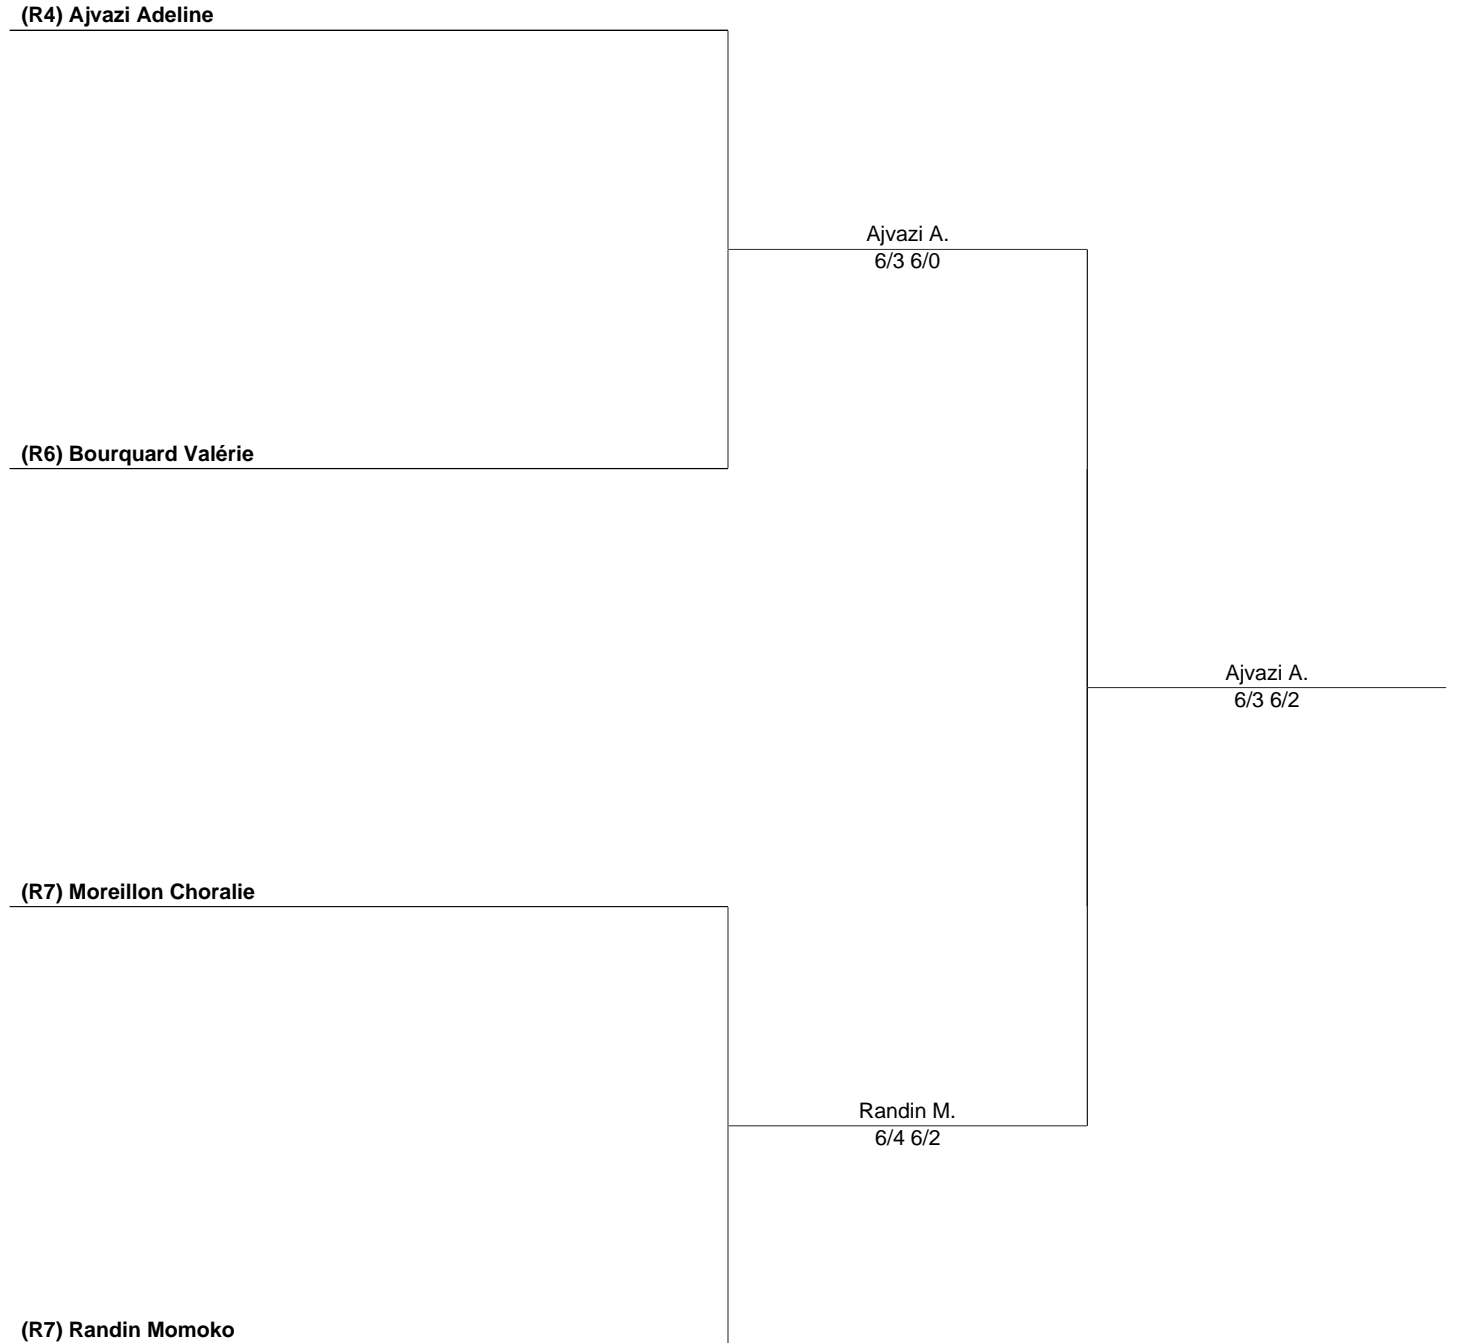 (R4) Ajvazi Adeline
Ajvazi A.
6/3 6/0
(R6) Bourquard Valérie
Ajvazi A.
6/3 6/2
(R7) Moreillon Choralie
Randin M.
6/4 6/2
(R7) Randin Momoko